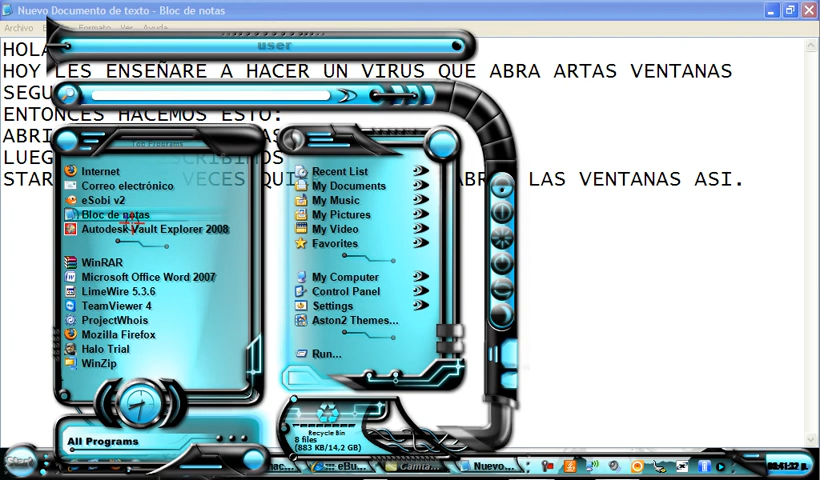 Nuevo Documento de texto - Bloc de notas
Archivo
Formato
Ver
Ayuda
user
HOLA
HOY LES ENSEÑARE A HACER UN VIRUS QUE ABRA ARTAS VENTANAS
SEGU
ENTONCES HACEMOS ESTO:
ABRI
LUEG
STAR VECES QUI LAS VENTANAS ASI.
Top Programs
Internet
Correo electrónico
eSobi v2
Bloc de notas
Autodesk Vault Explorer 2008
WinRAR
Microsoft Office Word 2007
LimeWire 5.3.6
TeamViewer 4
ProjectWhois
Mozilla Firefox
Halo Trial
WinZip
All Programs
Recent List
My Documents
My Music
My Pictures
My Video
Favorites
My Computer
Control Panel
Settings
Aston2 Themes...
Run...
Recycle Bin
8 files
(883 KB/14,2 GB)
Start
eBu...
Nuevo...